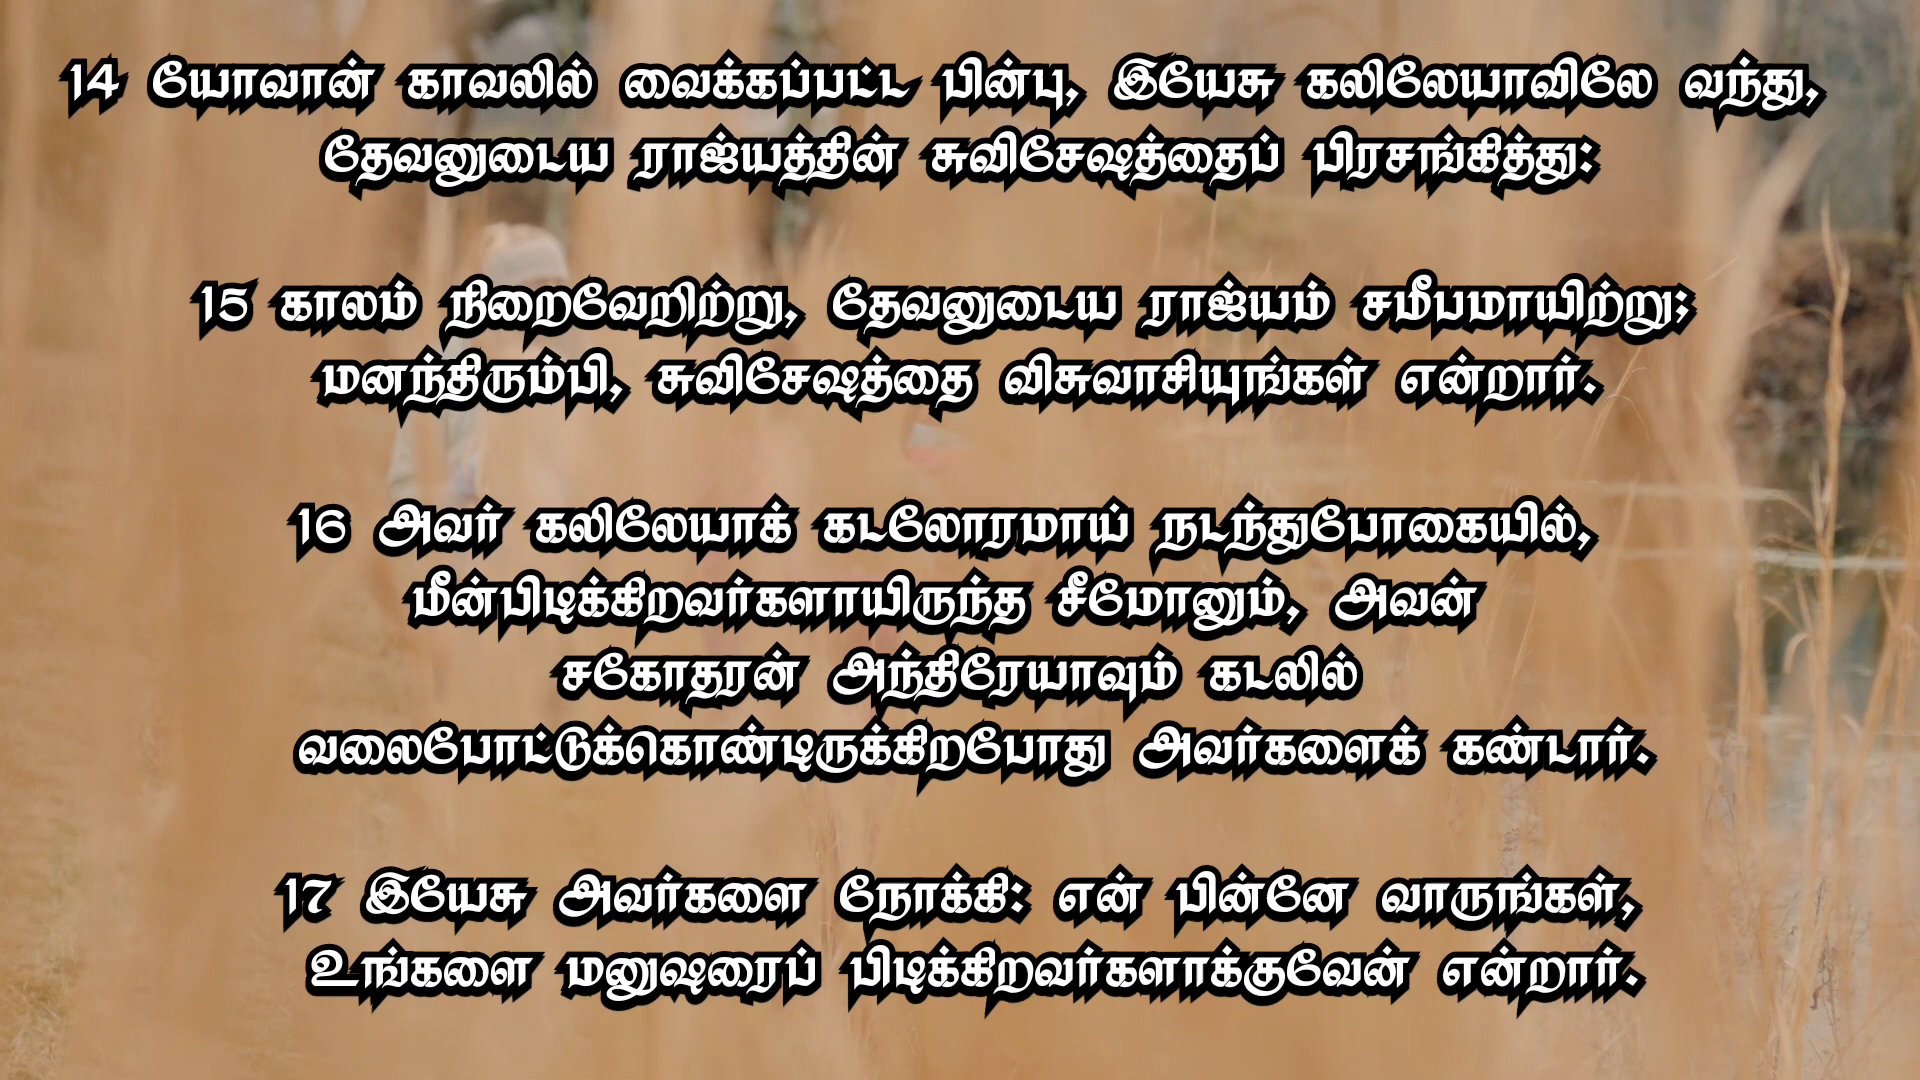 14 யோவான் காவலில் வைக்கப்பட்ட பின்பு, இயேசு கலிலேயாவிலே வந்து,
தேவனுடைய ராஜ்யத்தின் சுவிசேஷத்தைப் பிரசங்கித்து:
15 காலம் நிறைவேறிற்று, தேவனுடைய ராஜ்யம் சமீபமாயிற்று;
மனந்திரும்பி, சுவிசேஷத்தை விசுவாசியுங்கள் என்றார்.
16 அவர் கலிலேயாக் கடலோரமாய் நடந்துபோகையில்,
மீன்பிடிக்கிறவர்களாயிருந்த சீமோனும், அவன்
சகோதரன் அந்திரேயாவும் கடலில்
வலைபோட்டுக்கொண்டிருக்கிறபோது அவர்களைக் கண்டார்.
17 இயேசு அவர்களை நோக்கி: என் பின்னே வாருங்கள்,
உங்களை மனுஷரைப் பிடிக்கிறவர்களாக்குவேன் என்றார்.